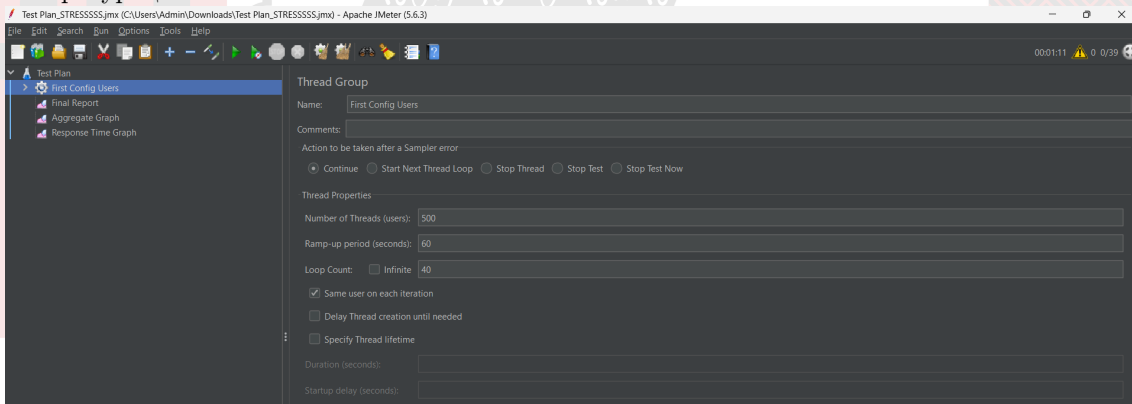 Test Plan_STRESSSSS.jmx (C:\Users\Admin\Downloads\Test Plan_STRESSSSS.jmx) - Apache JMeter (5.6.3)
File Edit Search Run Options Tools Help
00:01:11 0 0/39
Test Plan
First Config Users
Final Report
Aggregate Graph
Response Time Graph
Thread Group
Name: First Config Users
Comments:
Action to be taken after a Sampler error
Continue Start Next Thread Loop Stop Thread Stop Test Stop Test Now
Thread Properties
Number of Threads (users): 500
Ramp-up period (seconds): 60
Loop Count: Infinite 40
Same user on each iteration
Delay Thread creation until needed
Specify Thread lifetime
Duration (seconds):
Startup delay (seconds):